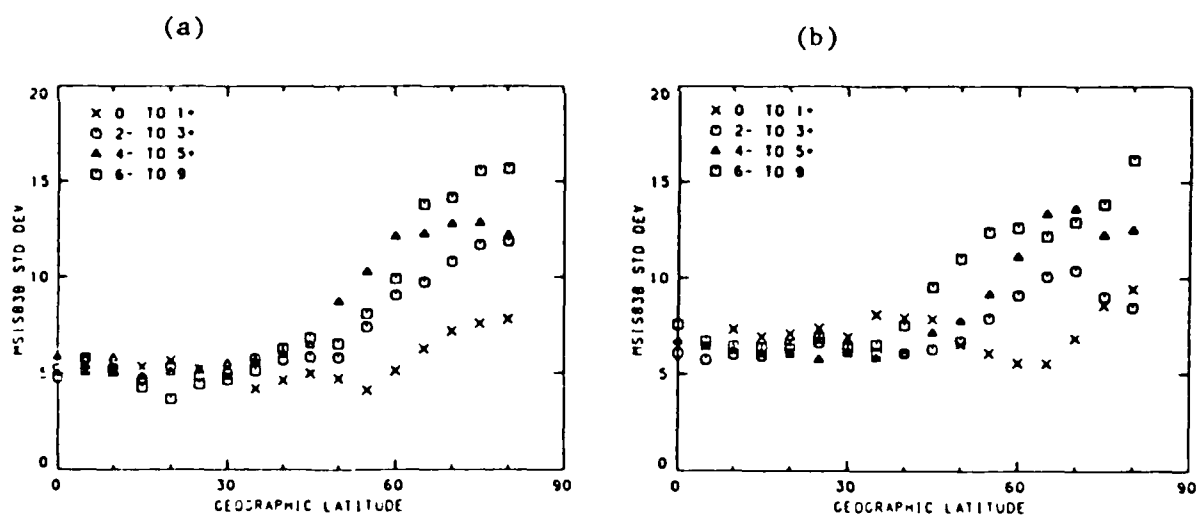 (a)
20
15
10
5
0
MSIS83B STD DEV
× 0 TO 1+
2- TO 3+
▲ 4- TO 5+
6- TO 9
0
30
60
90
GEOGRAPHIC LATITUDE
(b)
20
15
10
5
0
MSIS83B STD DEV
× 0 TO 1+
2- TO 3+
▲ 4- TO 5+
6- TO 9
0
30
60
90
GEOGRAPHIC LATITUDE